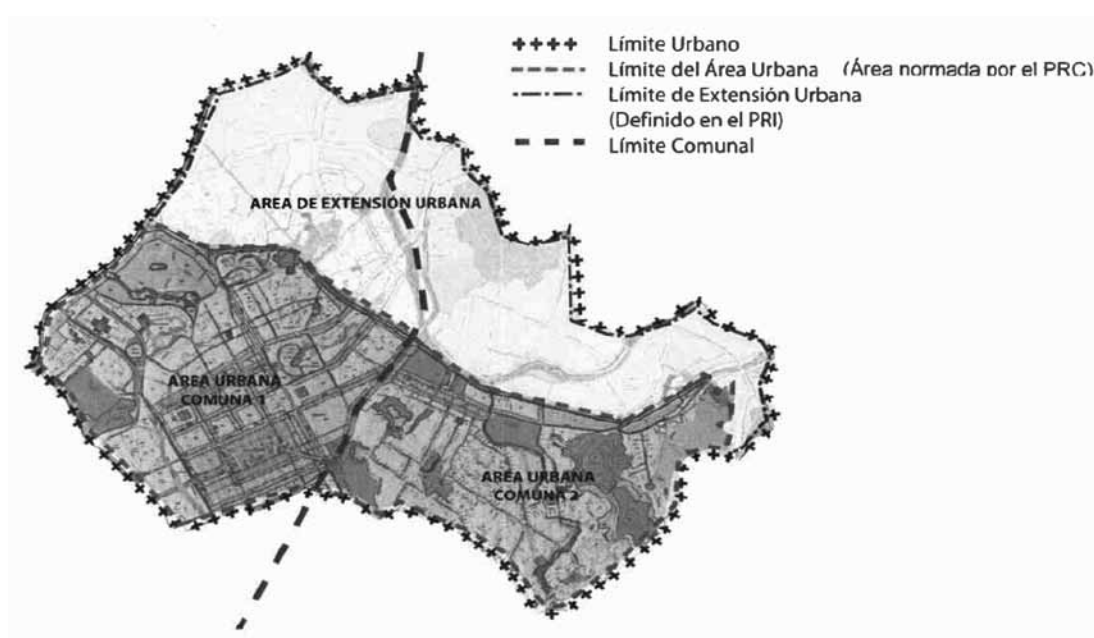 Límite Urbano
Límite del Área Urbana (Área normada por el PRC)
Límite de Extensión Urbana
(Definido en el PRI)
Límite Comunal
AREA DE EXTENSIÓN URBANA
AREA URBANA
COMUNA 1
AREA URBANA
COMUNA 2